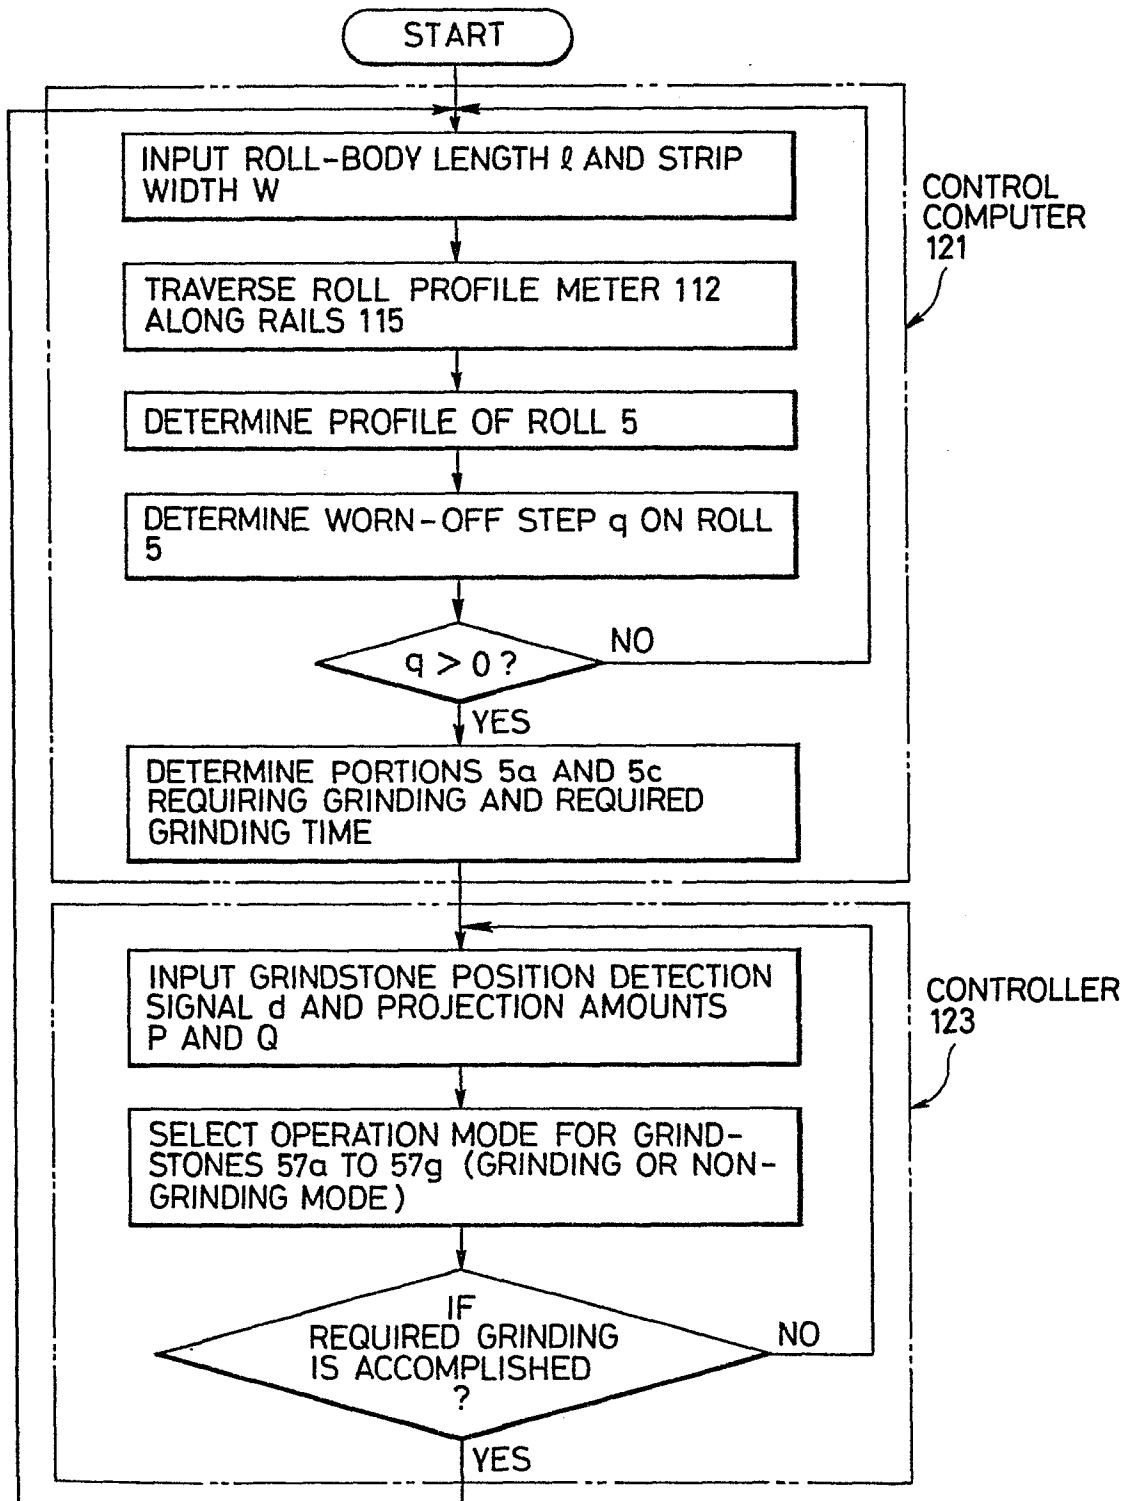 START
INPUT ROLL-BODY LENGTH ℓ AND STRIP
WIDTH W
CONTROL
COMPUTER
121
TRAVERSE ROLL PROFILE METER 112
ALONG RAILS 115
DETERMINE PROFILE OF ROLL 5
DETERMINE WORN-OFF STEP q ON ROLL
5
q > 0 ?
NO
YES
DETERMINE PORTIONS 5a AND 5c
REQUIRING GRINDING AND REQUIRED
GRINDING TIME
INPUT GRINDSTONE POSITION DETECTION
SIGNAL d AND PROJECTION AMOUNTS
P AND Q
CONTROLLER
123
SELECT OPERATION MODE FOR GRIND-
STONES 57a TO 57g (GRINDING OR NON-
GRINDING MODE)
IF
REQUIRED GRINDING
IS ACCOMPLISHED
?
NO
YES